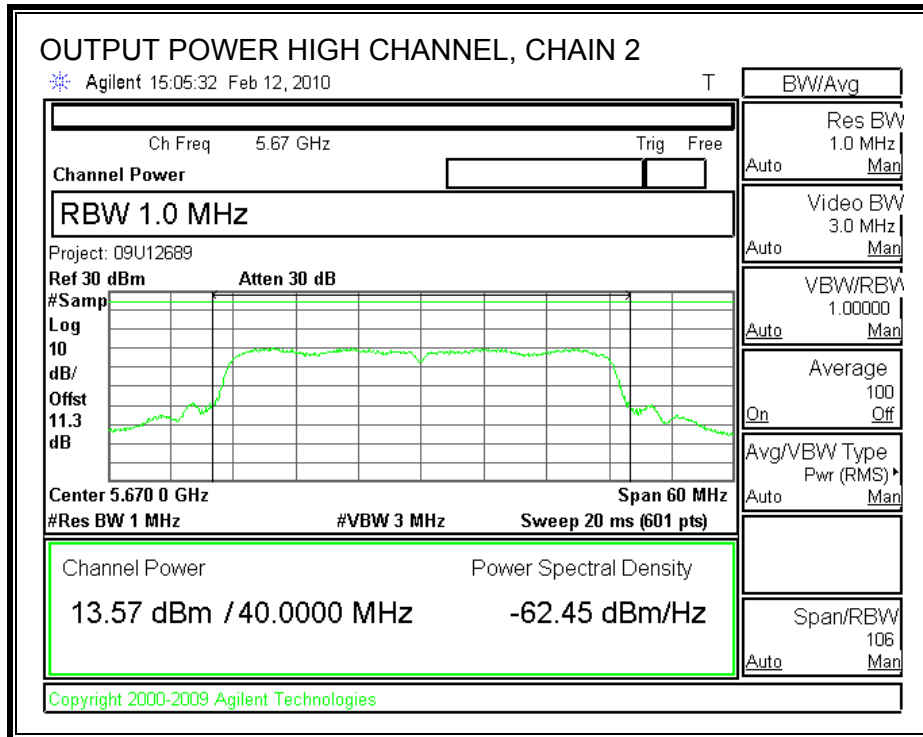 OUTPUT POWER HIGH CHANNEL, CHAIN 2
Agilent 15:05:32 Feb 12, 2010 T
Ch Freq 5.67 GHz Trig Free
Channel Power
RBW 1.0 MHz
Project: 09U12689
Ref 30 dBm Atten 30 dB
#Samp
Log
10
dB/
Offst
11.3
dB
Center 5.670 0 GHz Span 60 MHz
#Res BW 1 MHz #VBW 3 MHz Sweep 20 ms (601 pts)
Channel Power Power Spectral Density
13.57 dBm / 40.0000 MHz -62.45 dBm/Hz
Copyright 2000-2009 Agilent Technologies
BW/Avg
Res BW
1.0 MHz
Auto Man
Video BW
3.0 MHz
Auto Man
VBW/RBW
1.00000
Auto Man
Average
100
On Off
Avg/VBW Type
Pwr (RMS)
Auto Man
Span/RBW
106
Auto Man